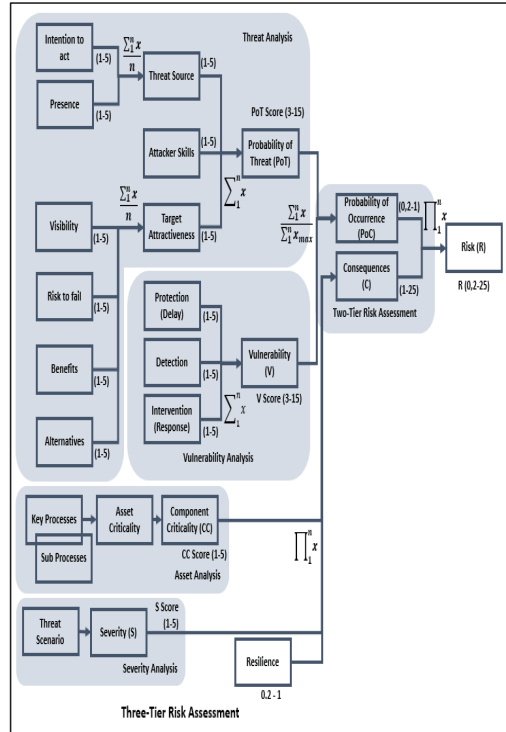 Threat Analysis
Intention to
act
(1-5)
∑₁ⁿ x
n
Threat Source
(1-5)
Presence
(1-5)
PoT Score (3-15)
Attacker Skills
(1-5)
Probability of
Threat (PoT)
∑₁ⁿ x
∑₁ⁿ x
n
Visibility
(1-5)
Target
Attractiveness
(1-5)
∑₁ⁿ x
∑₁ⁿ xmax
Probability of
Occurrence
(PoC)
(0,2-1)
∏₁ⁿ x
Risk (R)
R (0,2-25)
Consequences
(C)
(1-25)
Two-Tier Risk Assessment
Risk to fail
(1-5)
Benefits
(1-5)
Alternatives
(1-5)
Protection
(Delay)
(1-5)
Detection
(1-5)
Vulnerability
(V)
V Score (3-15)
Intervention
(Response)
(1-5)
∑₁ⁿ x
Vulnerability Analysis
Key Processes
Sub Processes
Asset
Criticality
Component
Criticality (CC)
CC Score (1-5)
Asset Analysis
∏₁ⁿ x
S Score
(1-5)
Threat
Scenario
Severity (S)
Severity Analysis
Resilience
0.2 - 1
Three-Tier Risk Assessment